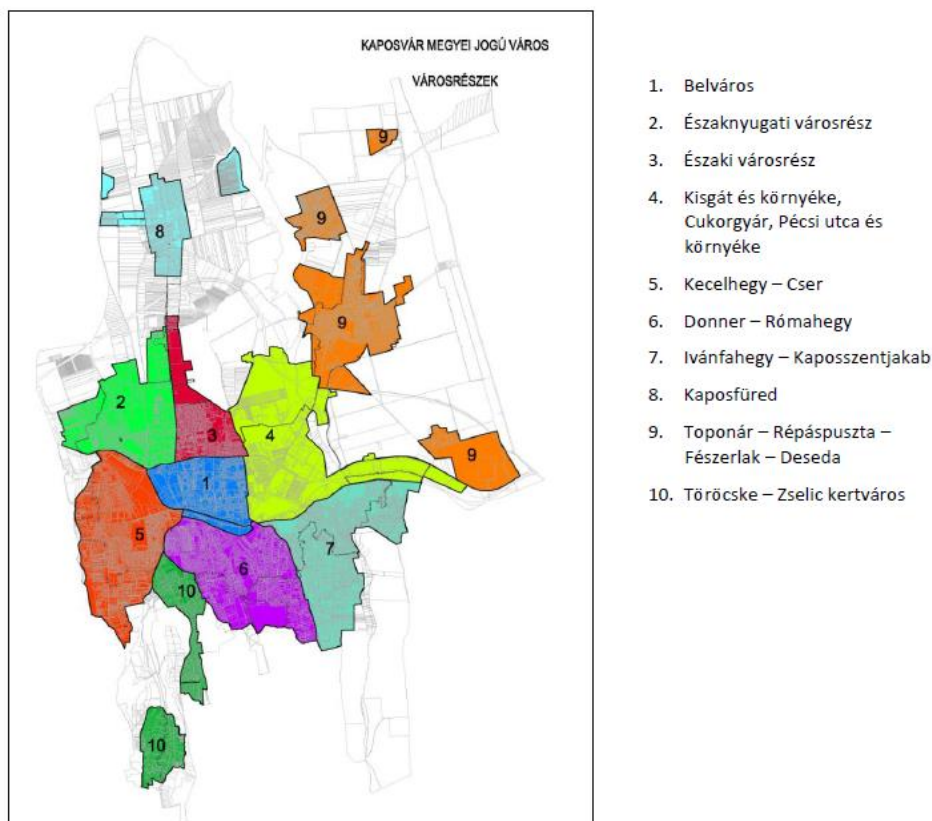 KAPOSVÁR MEGYEI JOGÚ VÁROS
VÁROSRÉSZEK
9
8
9
9
2
3
4
9
1
5
7
6
10
10
1. Belváros
2. Északnyugati városrész
3. Északi városrész
4. Kisgát és környéke,
Cukorgyár, Pécsi utca és
környéke
5. Kecelhegy – Cser
6. Donner – Rómahegy
7. Ivánfahegy – Kaposszentjakab
8. Kaposfüred
9. Toponár – Répáspuszta –
Fészerlak – Deseda
10. Töröcske – Zselic kertváros